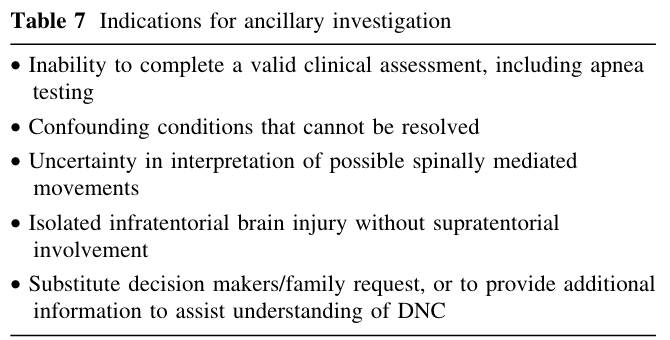 Table 7 Indications for ancillary investigation
• Inability to complete a valid clinical assessment, including apnea
testing
• Confounding conditions that cannot be resolved
• Uncertainty in interpretation of possible spinally mediated
movements
• Isolated infratentorial brain injury without supratentorial
involvement
• Substitute decision makers/family request, or to provide additional
information to assist understanding of DNC